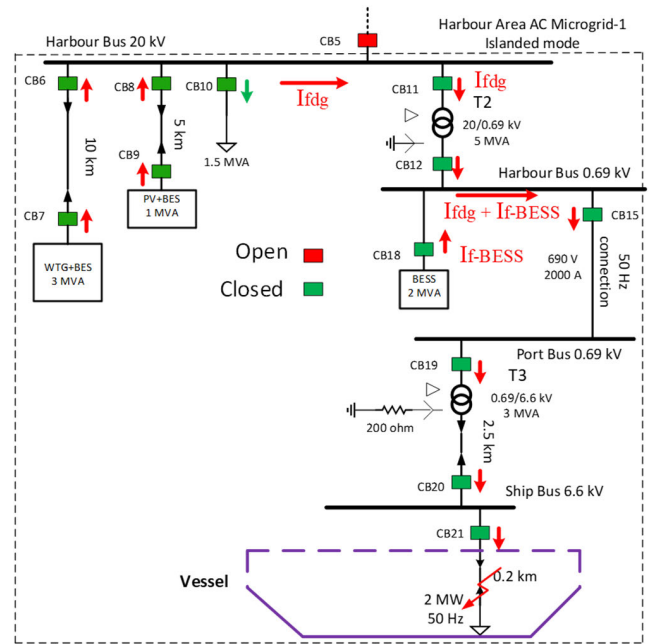 Harbour Area AC Microgrid-1
Islanded mode
Harbour Bus 20 kV
CB5
CB6
CB8
CB10
Ifdg
CB11
Ifdg
T2
20/0.69 kV
5 MVA
10 km
5 km
1.5 MVA
CB9
CB12
PV+BES
1 MVA
Harbour Bus 0.69 kV
CB7
Ifdg + If-BESS
CB15
WTG+BES
3 MVA
Open
Closed
CB18
If-BESS
BESS
2 MVA
690 V
2000 A
50 Hz
connection
Port Bus 0.69 kV
CB19
T3
0.69/6.6 kV
3 MVA
200 ohm
2.5 km
CB20
Ship Bus 6.6 kV
CB21
Vessel
0.2 km
2 MW
50 Hz